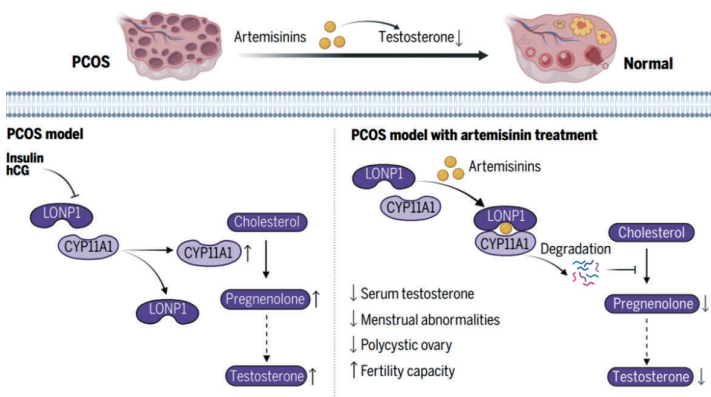 Artemisinins
Testosterone↓
PCOS
Normal
PCOS model
Insulin
hCG
LONP1
CYP11A1
CYP11A1 ↑
LONP1
Cholesterol
Pregnenolone ↑
Testosterone ↑
PCOS model with artemisinin treatment
Artemisinins
LONP1
CYP11A1
LONP1
CYP11A1
Degradation
Cholesterol
Pregnenolone ↓
Testosterone ↓
↓ Serum testosterone
↓ Menstrual abnormalities
↓ Polycystic ovary
↑ Fertility capacity